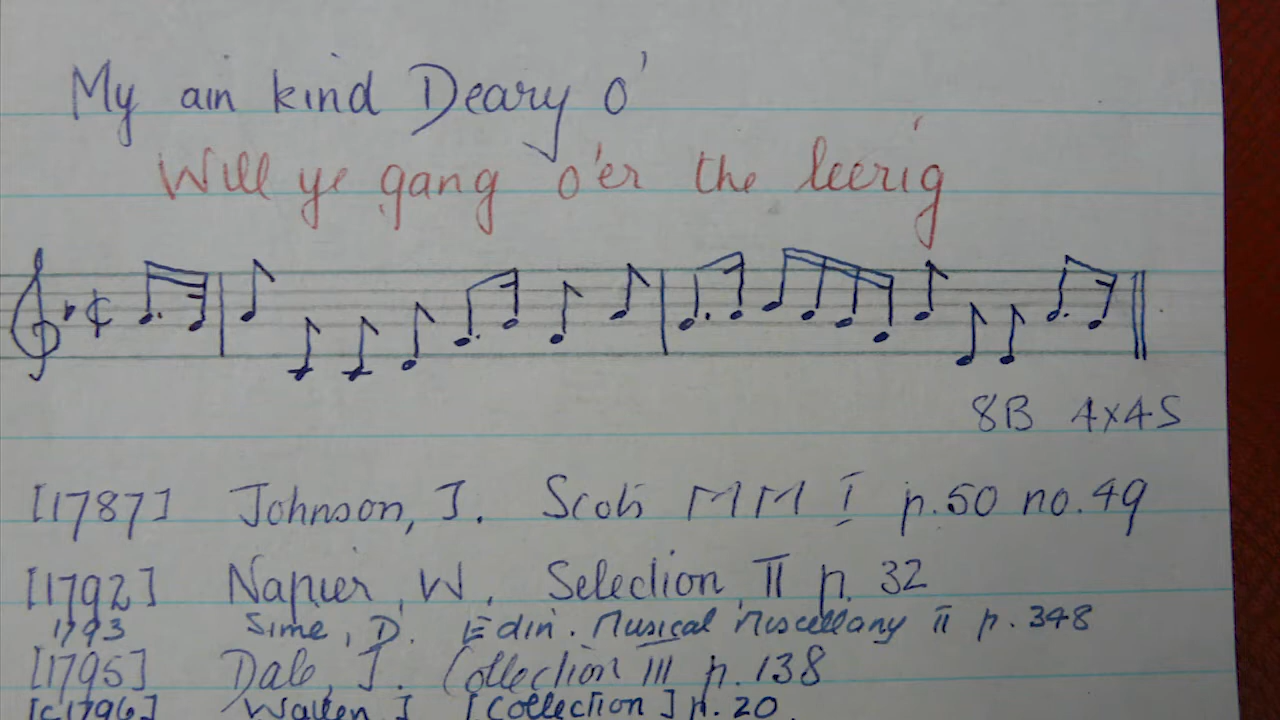 My ain kind Deary o'
Will ye gang o'er the leerig
8B 4x4S
[1787] Johnson, J. Scots MM I p.50 no.49
[1792] Napier, W. Selection II p. 32
1793 Sime, D. Edin. Musical Miscellany II p. 348
[1795] Dale, J. Collection III p. 138
[c1796] J [Collection] p. 20